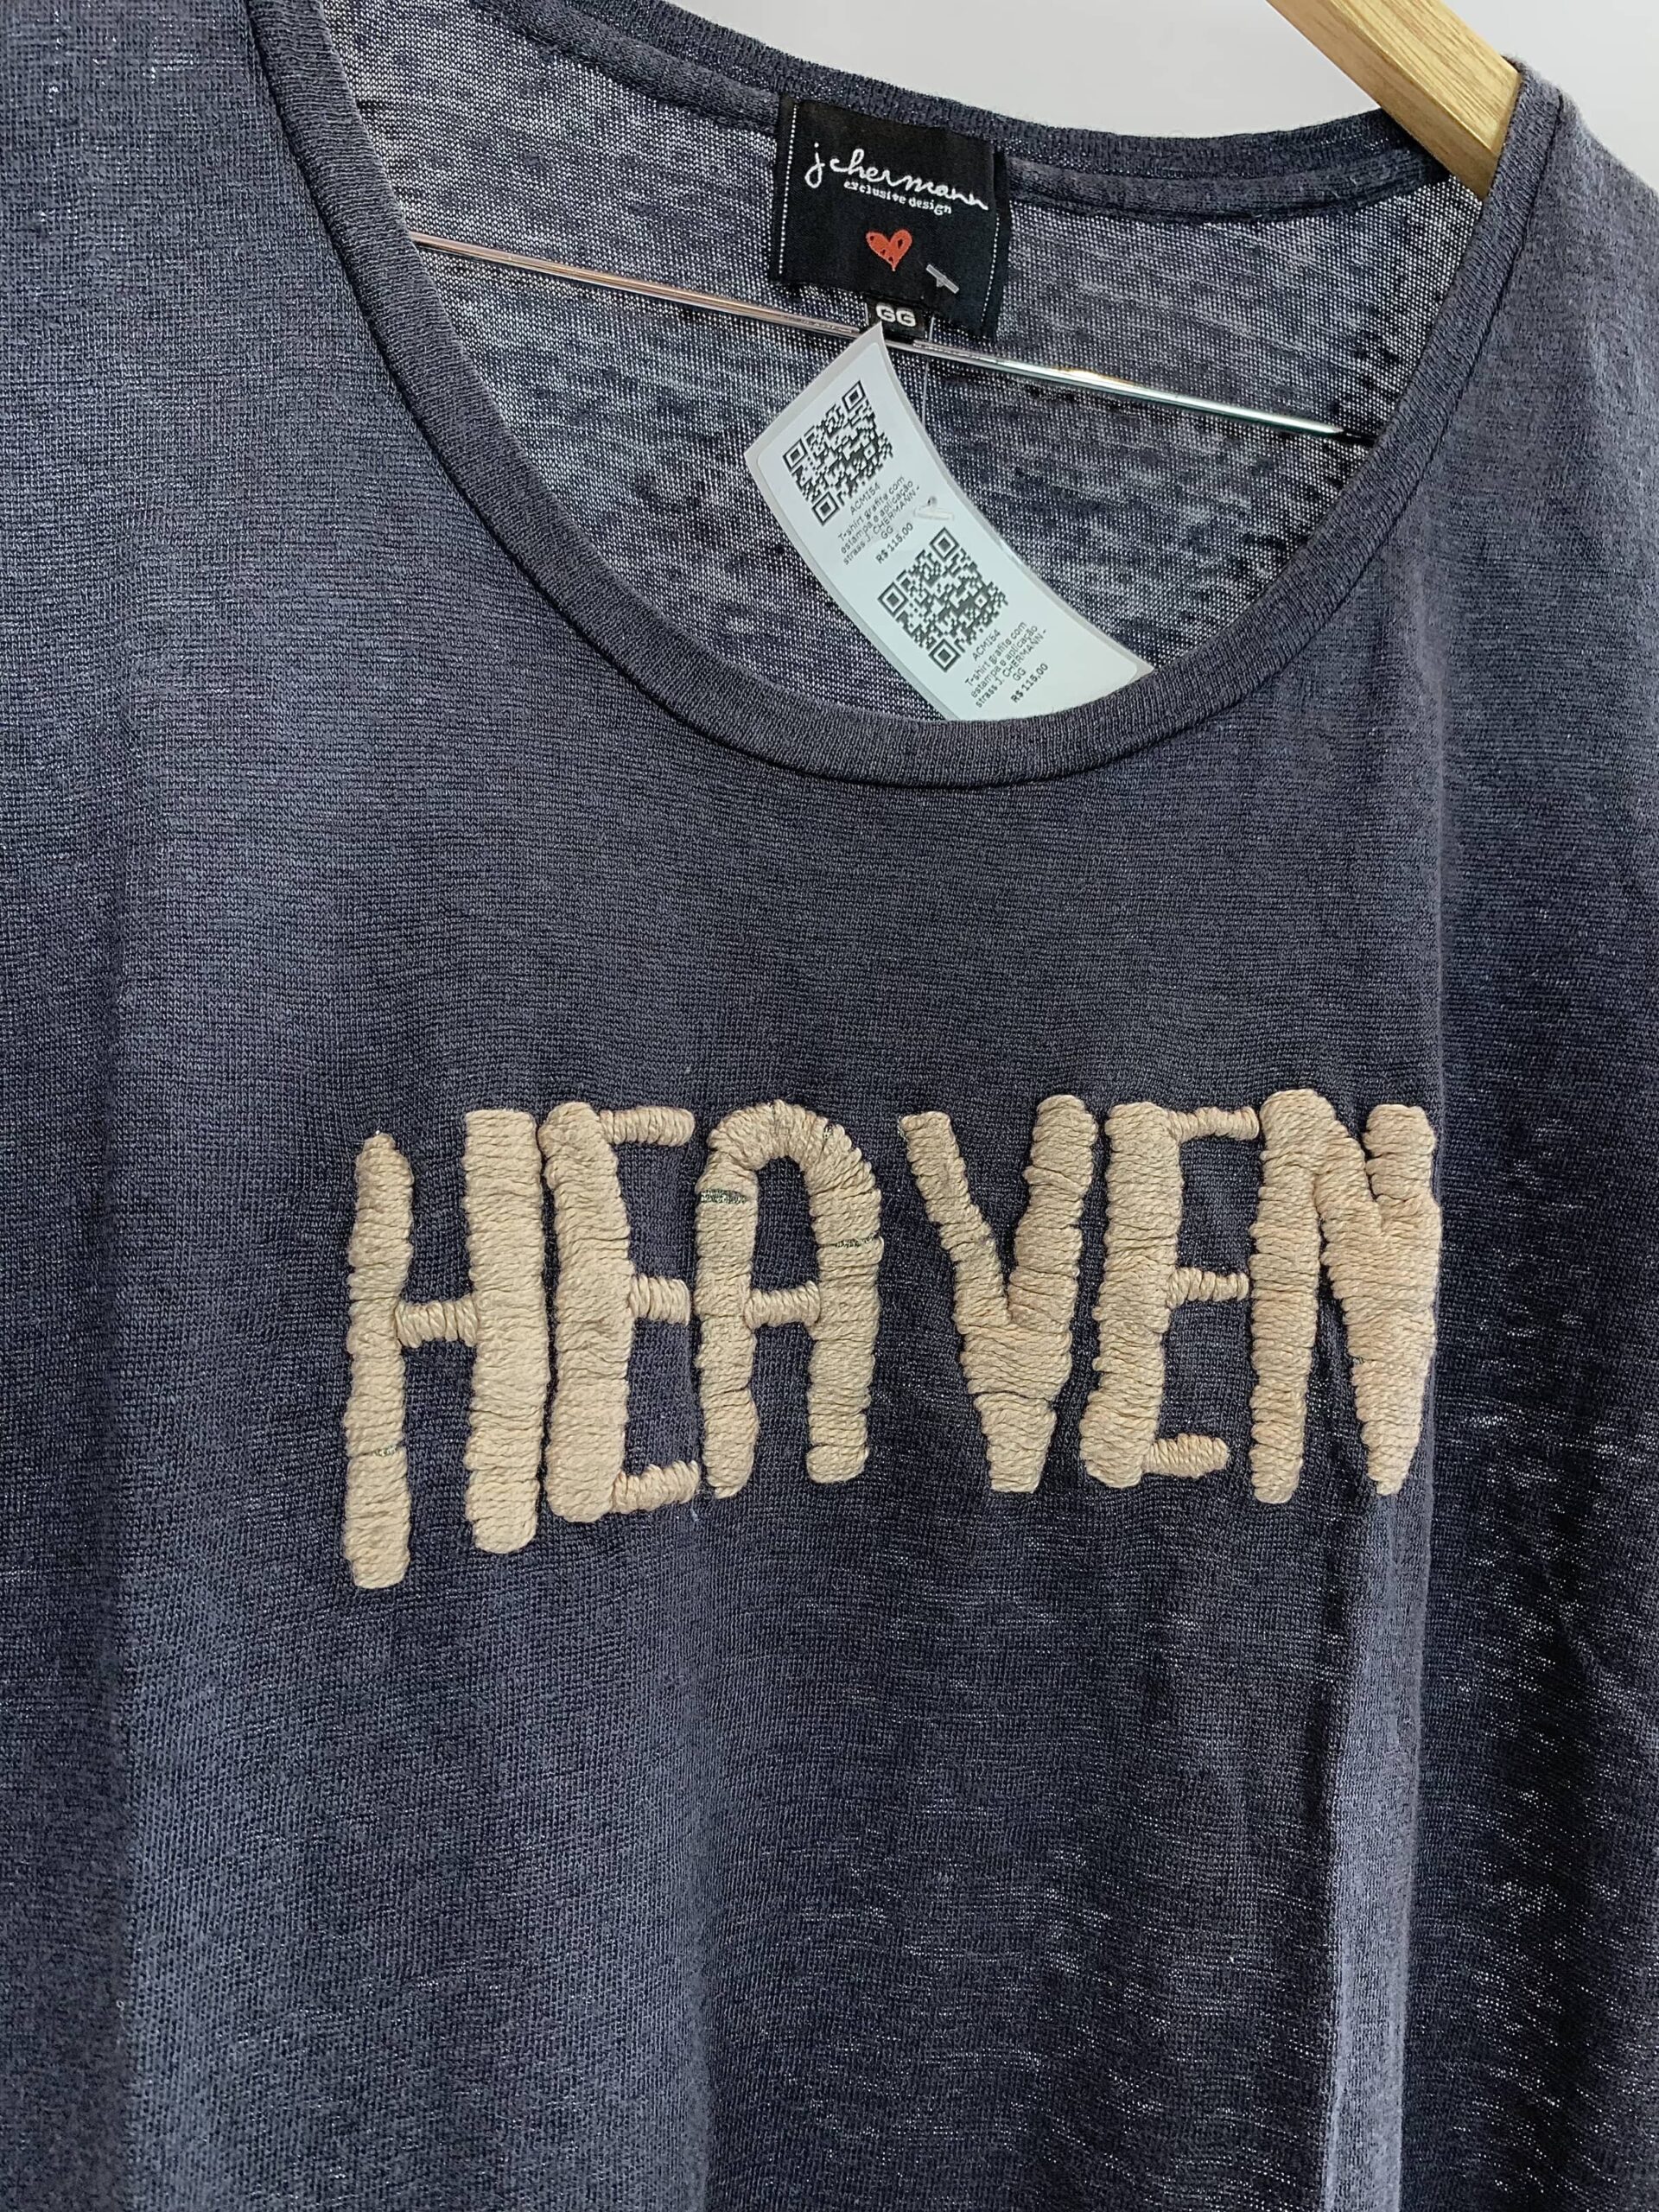 jchermann
exclusive design
GG
ACM154
T-shirt grafite com
estampa e aplicação
strass J. CHERMANN -
GG
R$ 115,00
ACM154
T-shirt grafite com
estampa e aplicação
strass J. CHERMANN -
GG
R$ 115,00
HEAVEN